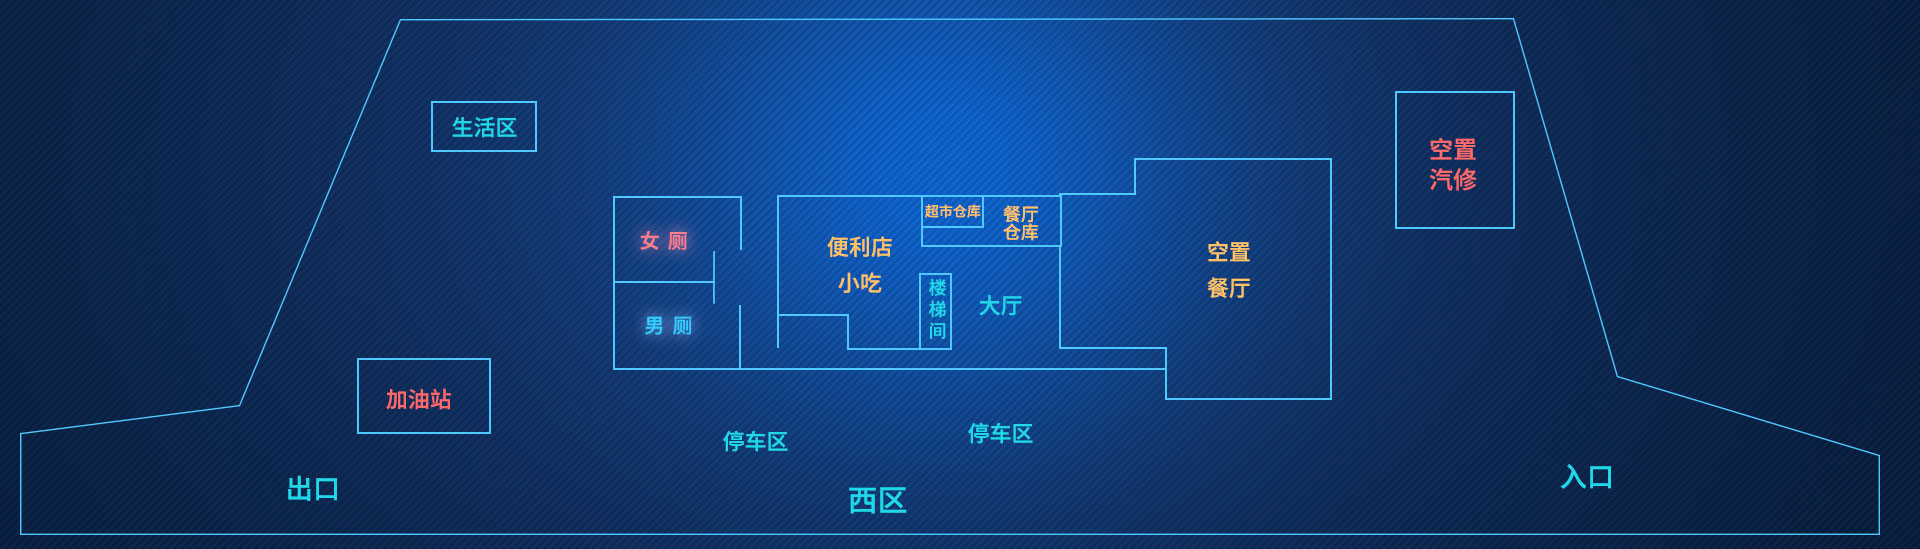 生活区
空置
汽修
超市仓库
餐厅
仓库
女 厕
便利店
小吃
空置
餐厅
楼
梯
间
大厅
男 厕
加油站
停车区
停车区
出口
西区
入口